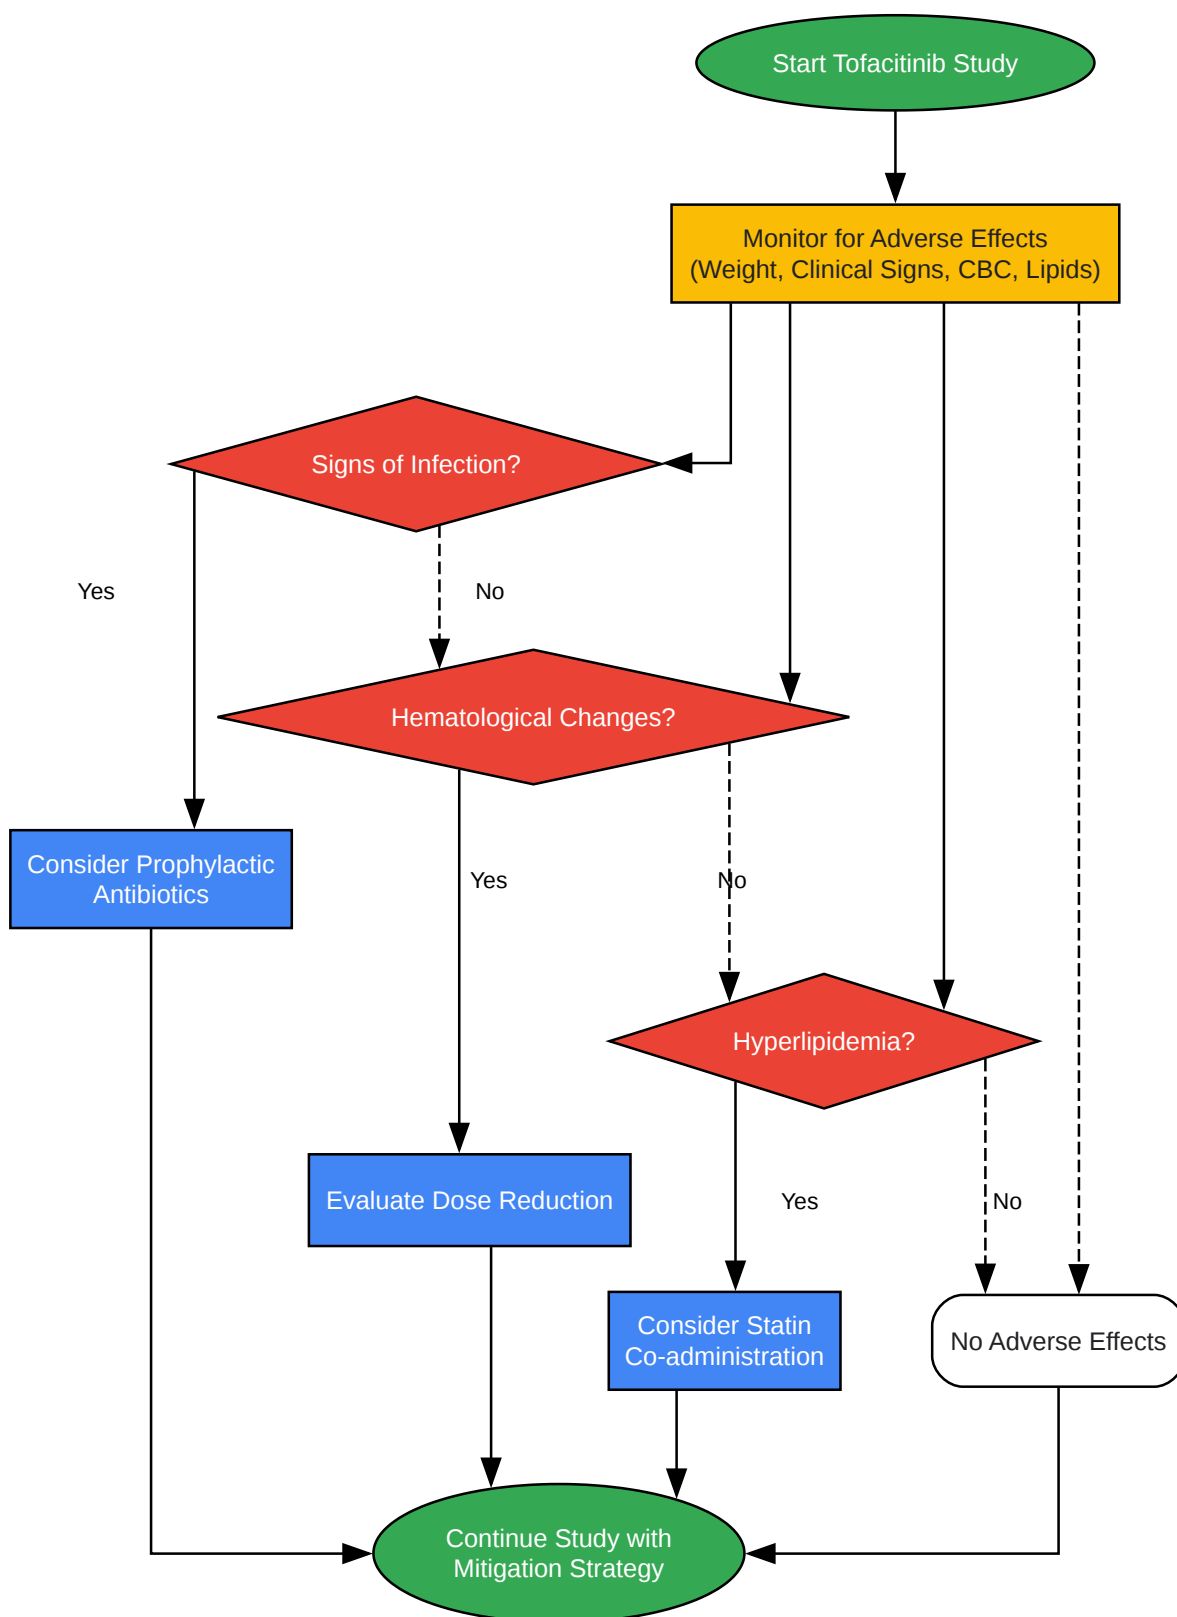 Start Tofacitinib Study
Monitor for Adverse Effects
(Weight, Clinical Signs, CBC, Lipids)
Signs of Infection?
Yes
No
Hematological Changes?
Consider Prophylactic
Antibiotics
Yes
No
Hyperlipidemia?
Evaluate Dose Reduction
Yes
No
Consider Statin
Co-administration
No Adverse Effects
Continue Study with
Mitigation Strategy